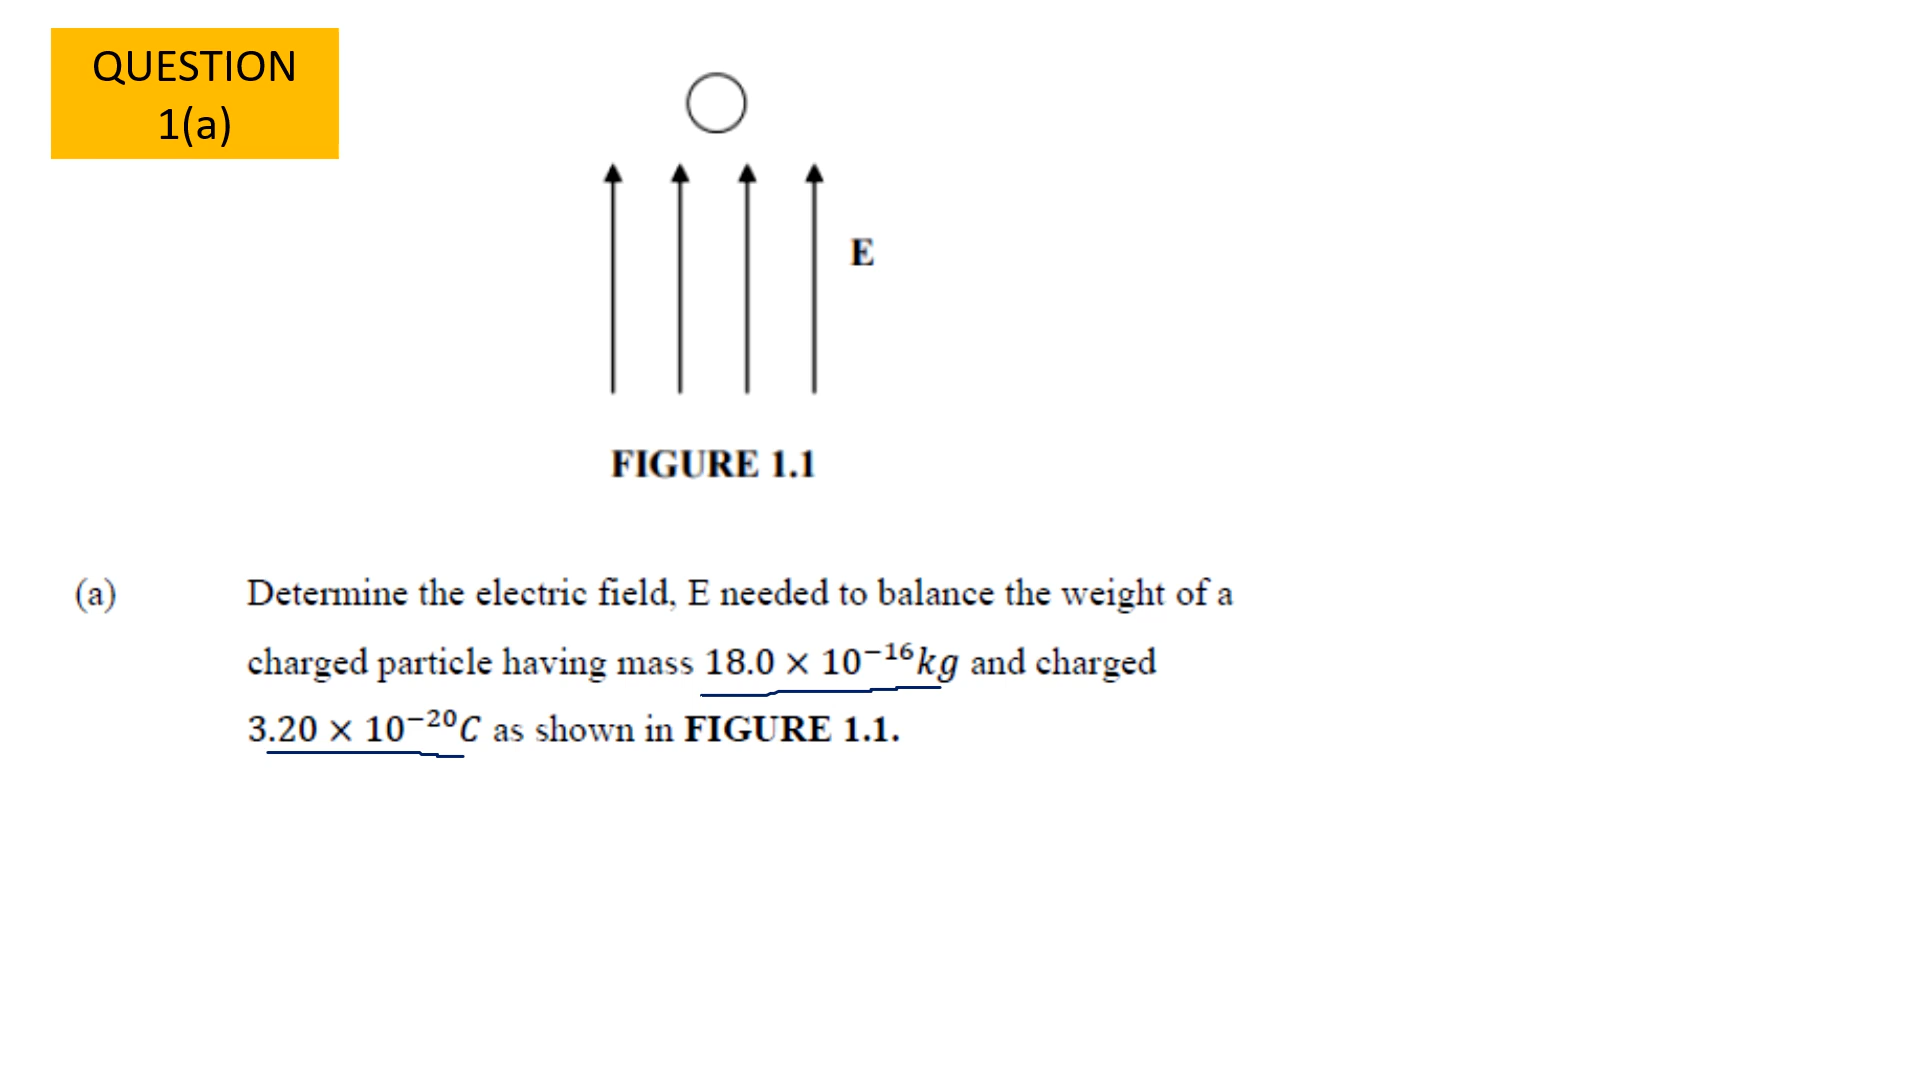 QUESTION
1(a)
E
FIGURE 1.1
(a) Determine the electric field, E needed to balance the weight of a
charged particle having mass 18.0 × 10⁻¹⁶kg and charged
3.20 × 10⁻²⁰C as shown in FIGURE 1.1.